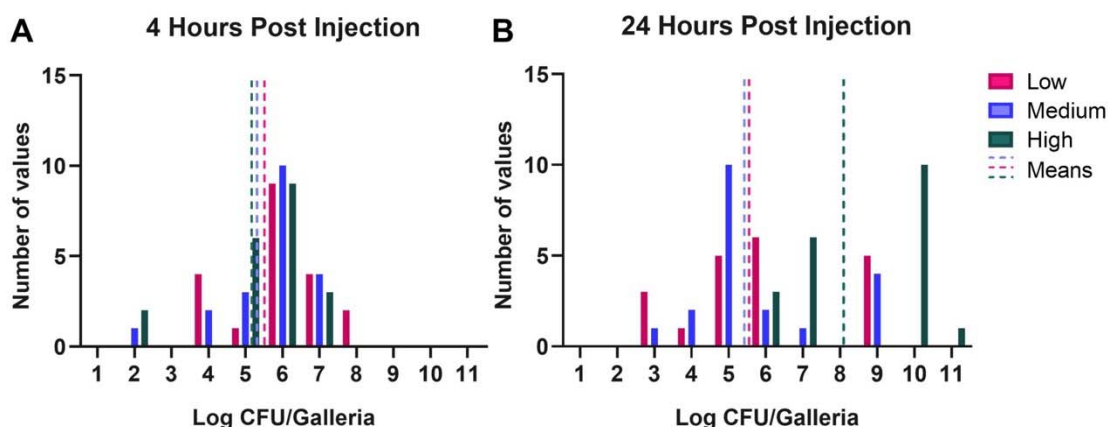 A
4 Hours Post Injection
Number of values
15
10
5
0
1 2 3 4 5 6 7 8 9 10 11
Log CFU/Galleria
B
24 Hours Post Injection
Number of values
15
10
5
0
1 2 3 4 5 6 7 8 9 10 11
Log CFU/Galleria
Low
Medium
High
Means